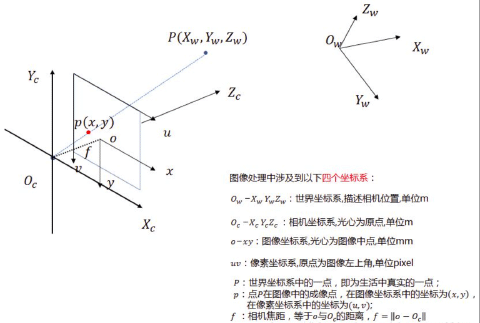 Z_w
P(X_w, Y_w, Z_w)
O_w
X_w
Y_c
Z_c
Y_w
p(x, y)
o
u
f
x
v
y
O_c
X_c
图像处理中涉及到以下四个坐标系：
O_w − X_w Y_w Z_w：世界坐标系,描述相机位置,单位m
O_c − X_c Y_c Z_c：相机坐标系,光心为原点,单位m
o − xy：图像坐标系,光心为图像中点,单位mm
uv：像素坐标系,原点为图像左上角,单位pixel
P：世界坐标系中的一点，即为生活中真实的一点；
p：点P在图像中的成像点，在图像坐标系中的坐标为(x, y)，
在像素坐标系中的坐标为(u, v);
f ：相机焦距，等于o与O_c的距离，f = ‖o − O_c‖